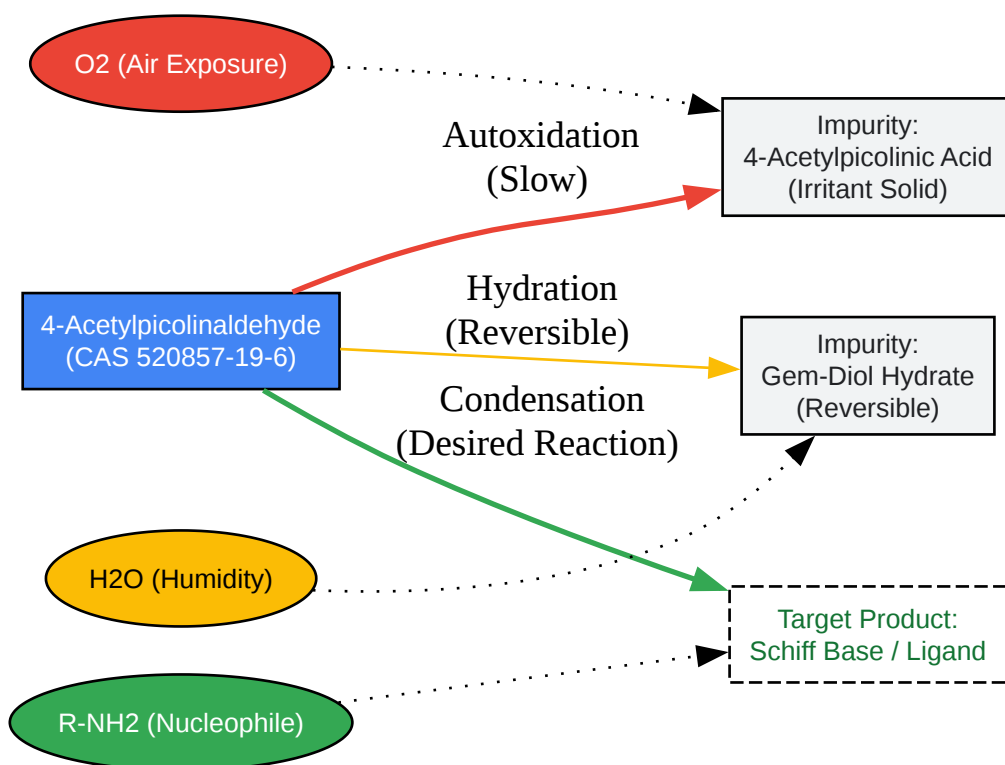 O2 (Air Exposure)
Impurity:
4-Acetylpicolinic Acid
(Irritant Solid)
Autoxidation
(Slow)
4-Acetylpicolinaldehyde
(CAS 520857-19-6)
Hydration
(Reversible)
Impurity:
Gem-Diol Hydrate
(Reversible)
Condensation
(Desired Reaction)
H2O (Humidity)
Target Product:
Schiff Base / Ligand
R-NH2 (Nucleophile)